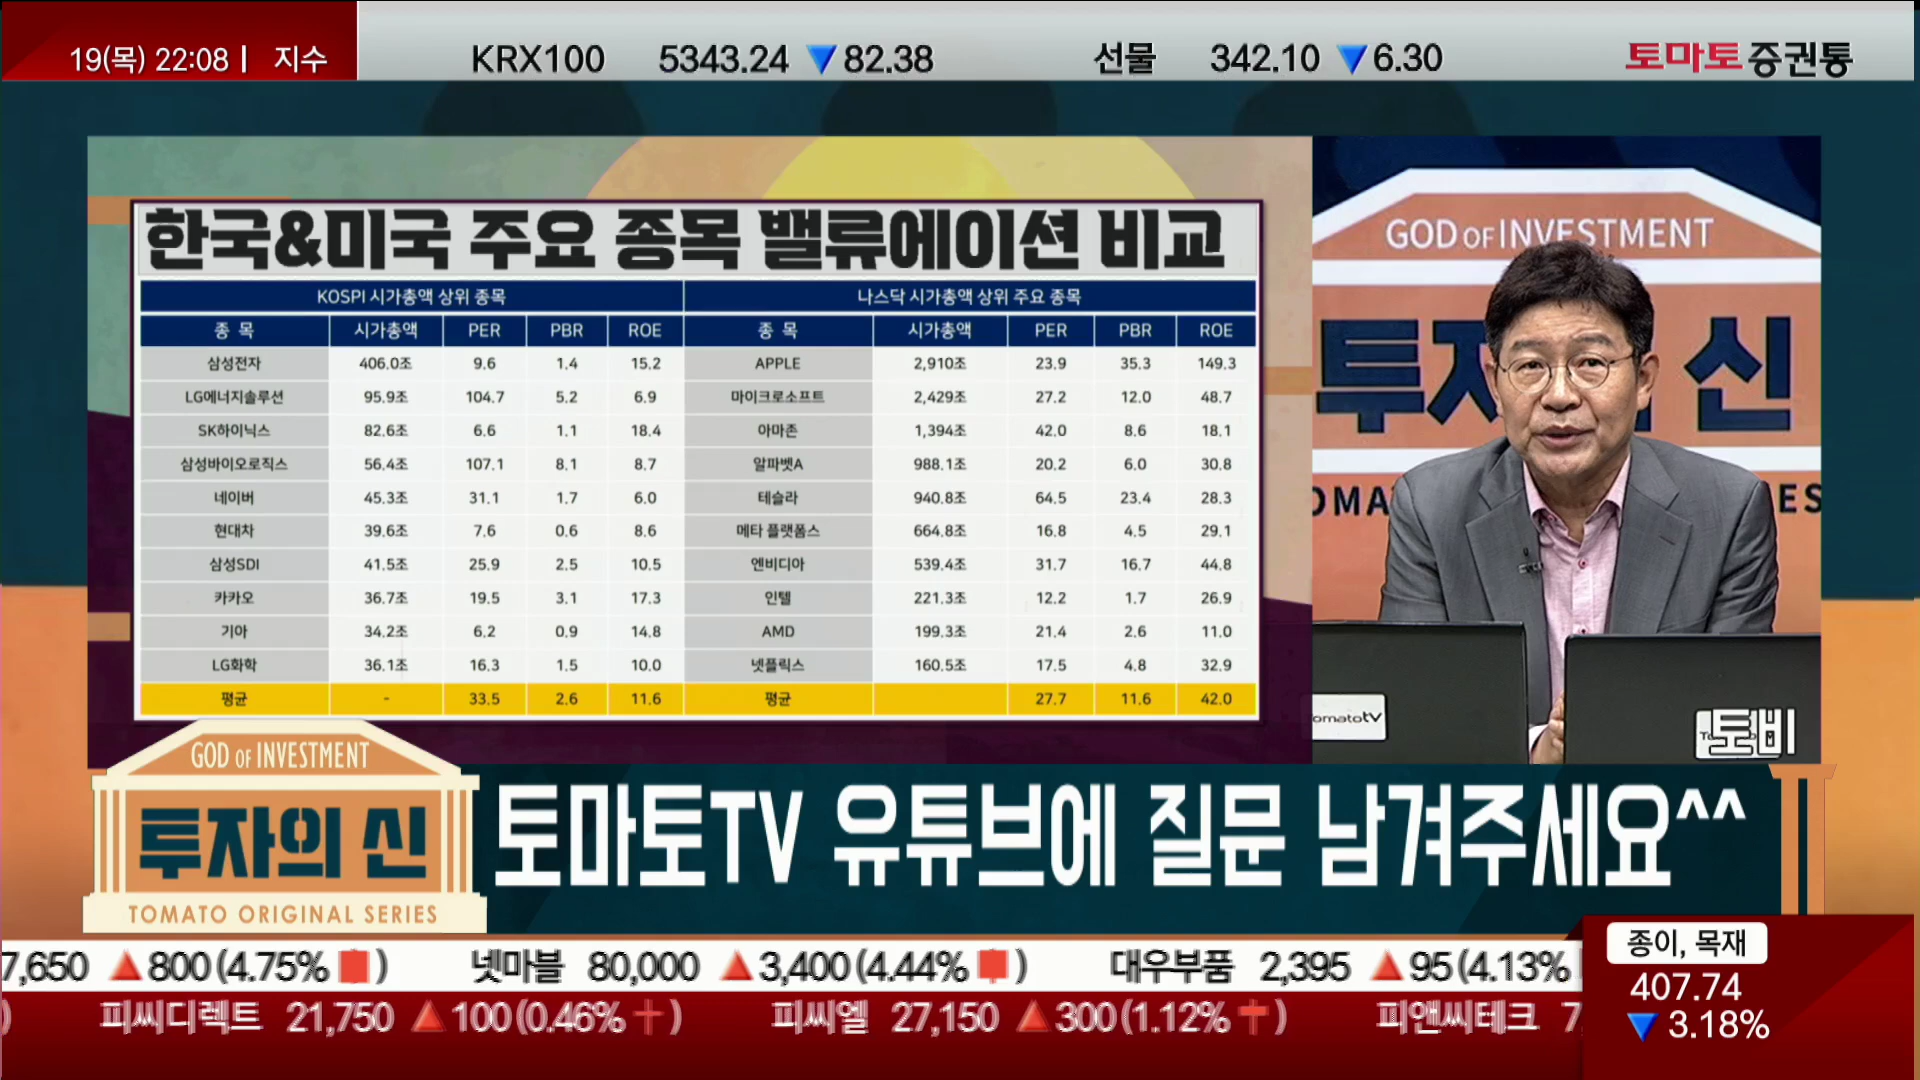 19(목) 22:08 | 지수 KRX100 5343.24 ▼82.38 선물 342.10 ▼6.30 토마토증권통
한국&미국 주요 종목 밸류에이션 비교
KOSPI 시가총액 상위 종목 나스닥 시가총액 상위 주요 종목
종 목 시가총액 PER PBR ROE 종 목 시가총액 PER PBR ROE
삼성전자 406.0조 9.6 1.4 15.2 APPLE 2,910조 23.9 35.3 149.3
LG에너지솔루션 95.9조 104.7 5.2 6.9 마이크로소프트 2,429조 27.2 12.0 48.7
SK하이닉스 82.6조 6.6 1.1 18.4 아마존 1,394조 42.0 8.6 18.1
삼성바이오로직스 56.4조 107.1 8.1 8.7 알파벳A 988.1조 20.2 6.0 30.8
네이버 45.3조 31.1 1.7 6.0 테슬라 940.8조 64.5 23.4 28.3
현대차 39.6조 7.6 0.6 8.6 메타 플랫폼스 664.8조 16.8 4.5 29.1
삼성SDI 41.5조 25.9 2.5 10.5 엔비디아 539.4조 31.7 16.7 44.8
카카오 36.7조 19.5 3.1 17.3 인텔 221.3조 12.2 1.7 26.9
기아 34.2조 6.2 0.9 14.8 AMD 199.3조 21.4 2.6 11.0
LG화학 36.1조 16.3 1.5 10.0 넷플릭스 160.5조 17.5 4.8 32.9
평균 - 33.5 2.6 11.6 평균 27.7 11.6 42.0
GOD OF INVESTMENT
투자 신
OMA ES
omatotv
토비
GOD OF INVESTMENT
투자의 신
TOMATO ORIGINAL SERIES
토마토TV 유튜브에 질문 남겨주세요^^
7,650 ▲800(4.75% ) 넷마블 80,000 ▲3,400(4.44% ) 대우부품 2,395 ▲95(4.13%
) 피씨디렉트 21,750 ▲100(0.46% ) 피씨엘 27,150 ▲300(1.12% ) 피앤씨테크 7,
종이, 목재
407.74
▼3.18%